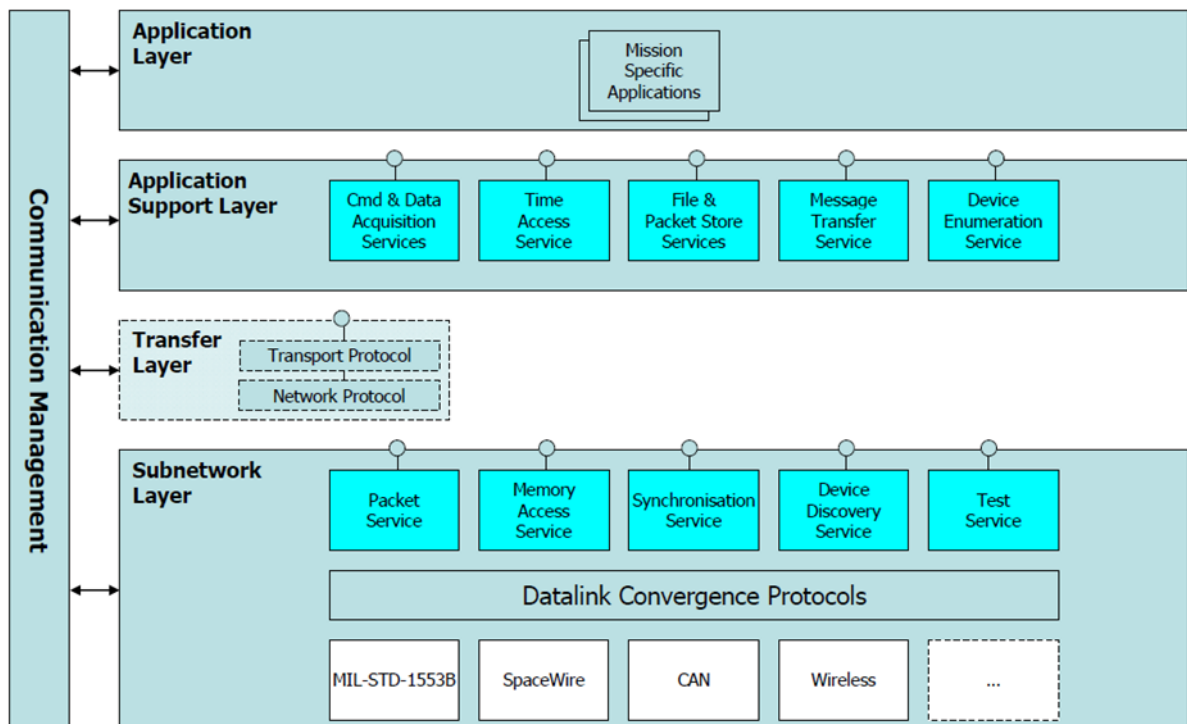 Communication Management
Application
Layer
Mission
Specific
Applications
Application
Support Layer
Cmd & Data
Acquisition
Services
Time
Access
Service
File &
Packet Store
Services
Message
Transfer
Service
Device
Enumeration
Service
Transfer
Layer
Transport Protocol
Network Protocol
Subnetwork
Layer
Packet
Service
Memory
Access
Service
Synchronisation
Service
Device
Discovery
Service
Test
Service
Datalink Convergence Protocols
MIL-STD-1553B
SpaceWire
CAN
Wireless
...